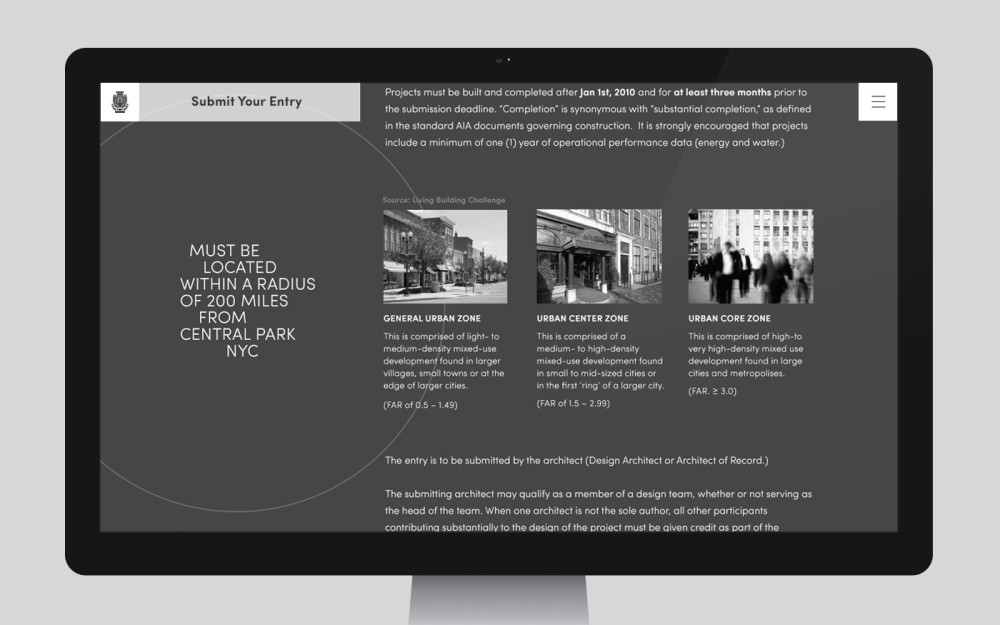 Submit Your Entry
Projects must be built and completed after Jan 1st, 2010 and for at least three months prior to
the submission deadline. “Completion” is synonymous with “substantial completion,” as defined
in the standard AIA documents governing construction. It is strongly encouraged that projects
include a minimum of one (1) year of operational performance data (energy and water.)
MUST BE
LOCATED
WITHIN A RADIUS
OF 200 MILES
FROM
CENTRAL PARK
NYC
Source: Living Building Challenge
GENERAL URBAN ZONE
This is comprised of light- to
medium-density mixed-use
development found in larger
villages, small towns or at the
edge of larger cities.
(FAR of 0.5 – 1.49)
URBAN CENTER ZONE
This is comprised of a
medium- to high-density
mixed-use development found
in small to mid-sized cities or
in the first ‘ring’ of a larger city.
(FAR of 1.5 – 2.99)
URBAN CORE ZONE
This is comprised of high-to
very high-density mixed use
development found in large
cities and metropolises.
(FAR. ≥ 3.0)
The entry is to be submitted by the architect (Design Architect or Architect of Record.)
The submitting architect may qualify as a member of a design team, whether or not serving as
the head of the team. When one architect is not the sole author, all other participants
contributing substantially to the design of the project must be given credit as part of the